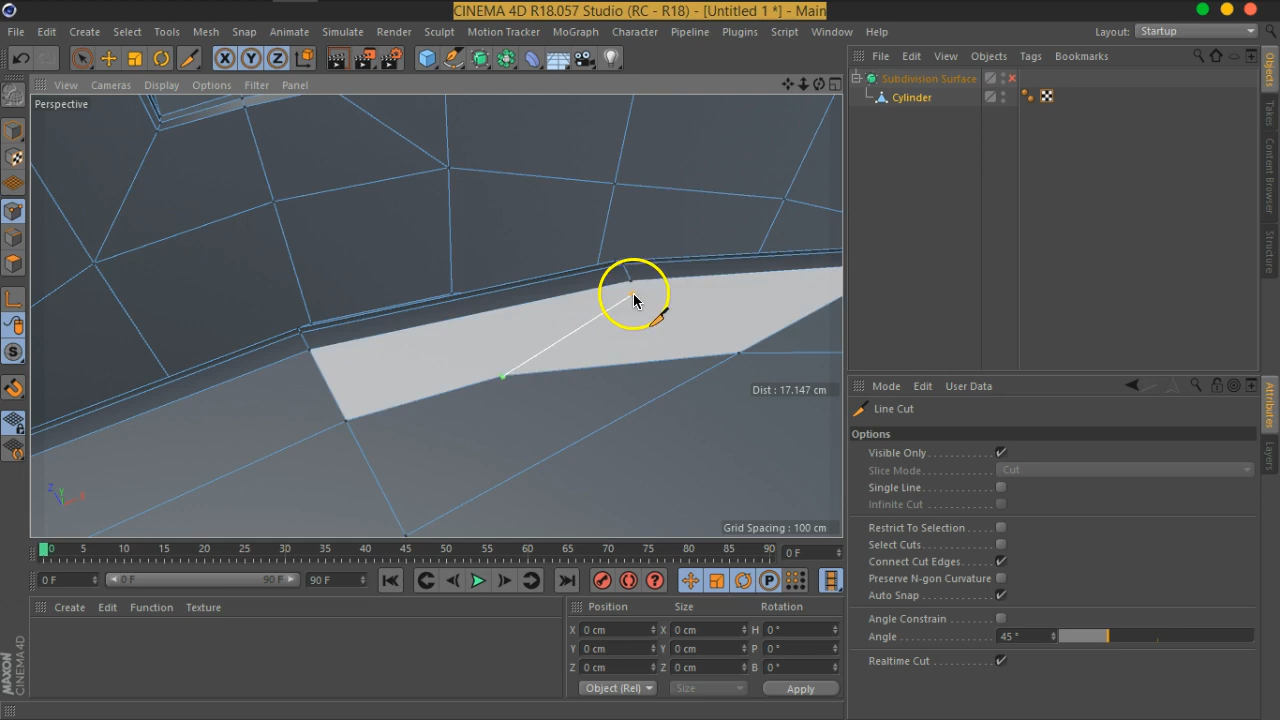 CINEMA 4D R18.057 Studio (RC - R18) - [Untitled 1 *] - Main
File Edit Create Select Tools Mesh Snap Animate Simulate Render Sculpt Motion Tracker MoGraph Character Pipeline Plugins Script Window Help Layout: Startup
X Y Z
View Cameras Display Options Filter Panel
File Edit View Objects Tags Bookmarks
Perspective
Subdivision Surface
Cylinder
Objects
Takes
Content Browser
Structure
Dist : 17.147 cm
Z Y X
Grid Spacing : 100 cm
Mode Edit User Data
Line Cut
Options
Visible Only
Slice Mode Cut
Single Line
Infinite Cut
Restrict To Selection
Select Cuts
Connect Cut Edges
Preserve N-gon Curvature
Auto Snap
Angle Constrain
Angle 45 °
Realtime Cut
Attributes
Layers
0 5 10 15 20 25 30 35 40 45 50 55 60 65 70 75 80 85 90 0 F
0 F 0 F 90 F 90 F
Create Edit Function Texture
Position Size Rotation
X 0 cm X 0 cm H 0 °
Y 0 cm Y 0 cm P 0 °
Z 0 cm Z 0 cm B 0 °
Object (Rel) Size Apply
MAXON
CINEMA 4D